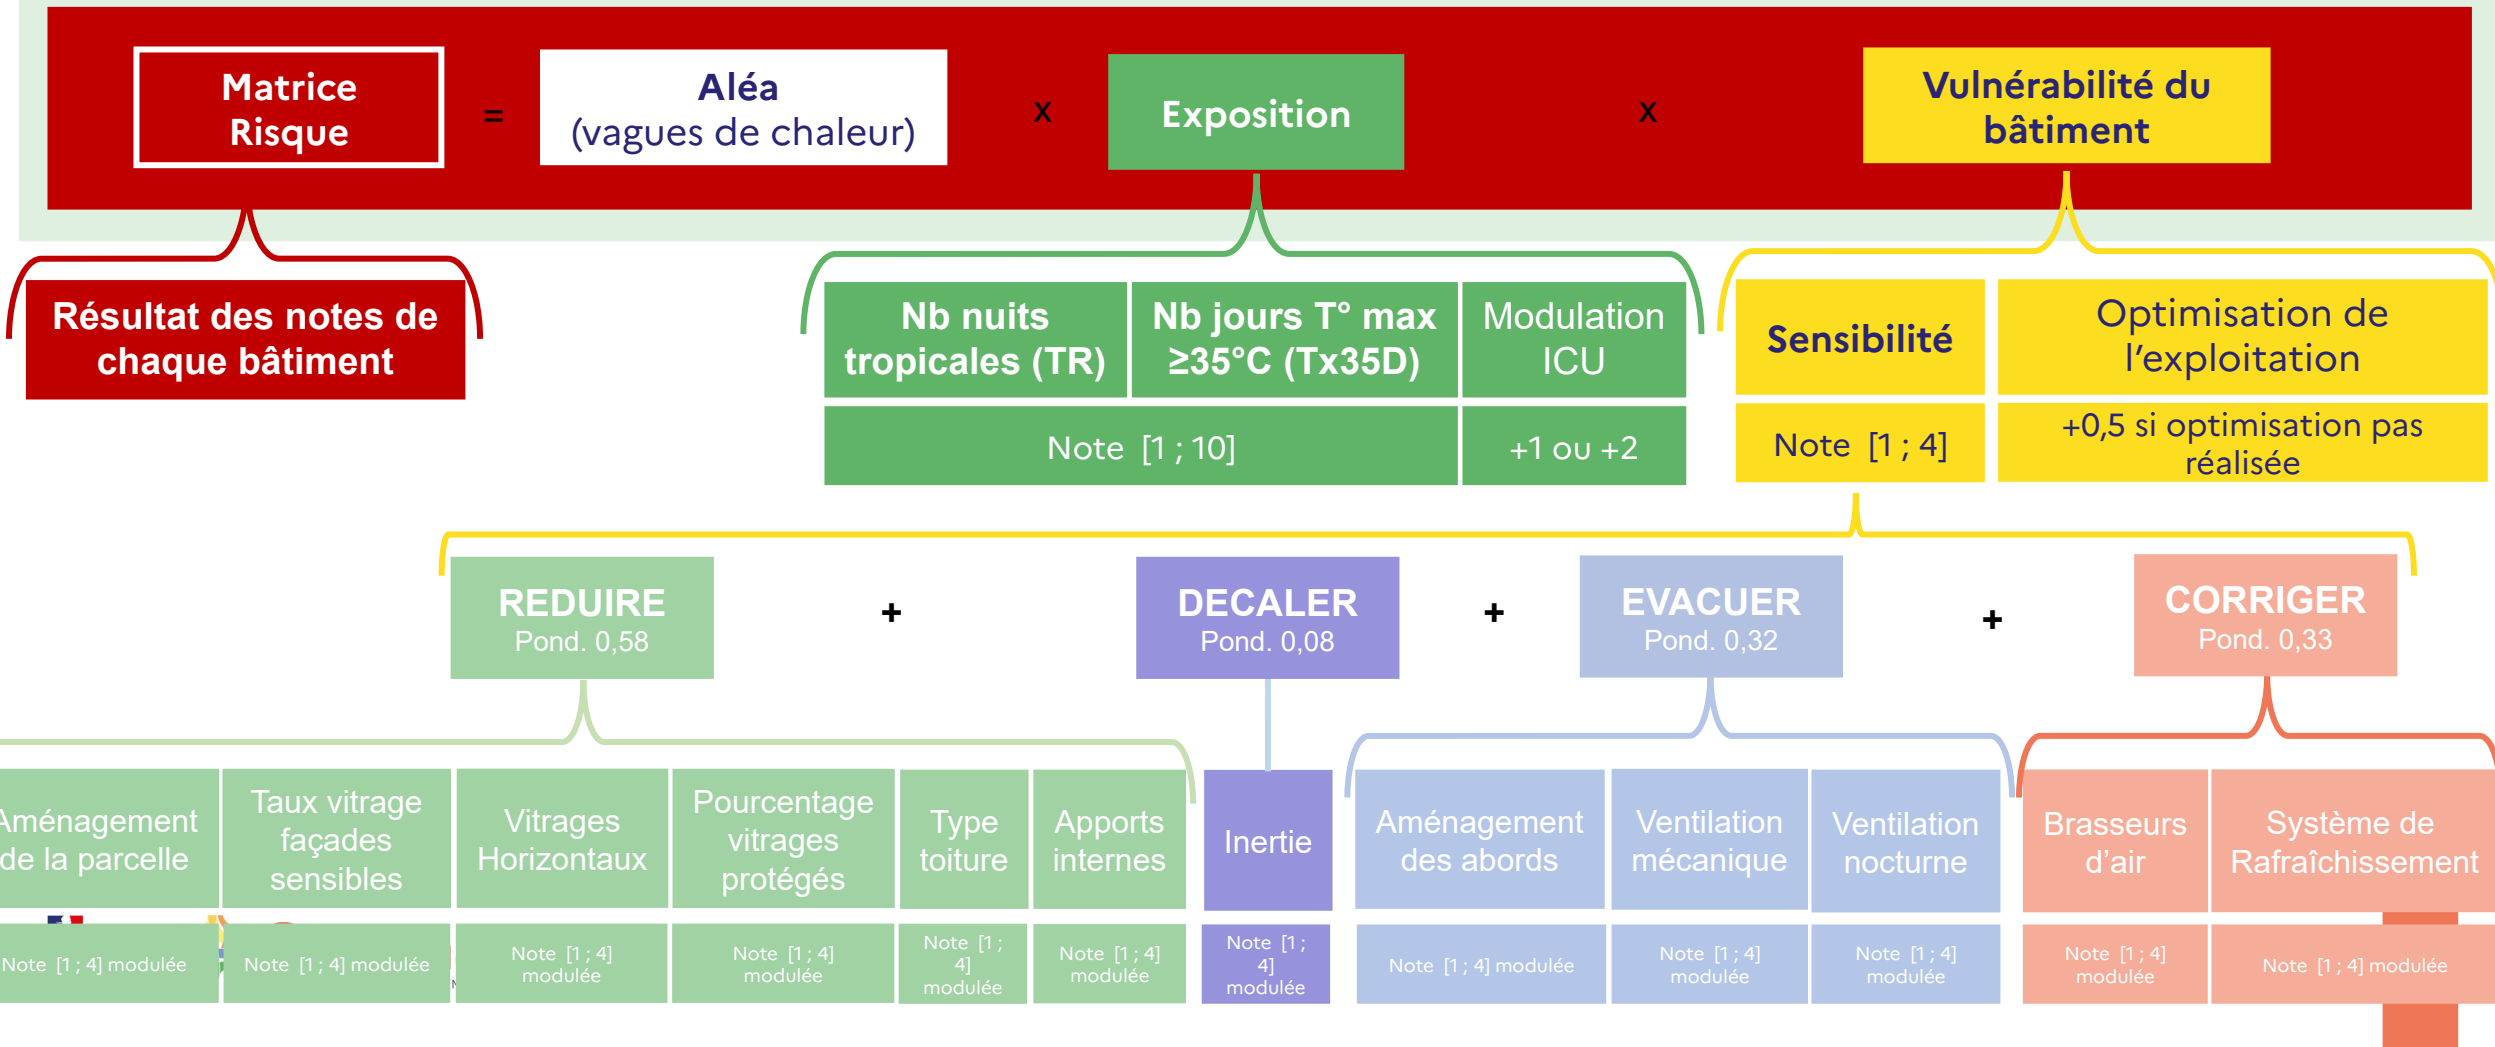 Matrice
Risque
=
Aléa
(vagues de chaleur)
x
Exposition
x
Vulnérabilité du
bâtiment
Résultat des notes de
chaque bâtiment
Nb nuits
tropicales (TR)
Nb jours T° max
≥35°C (Tx35D)
Modulation
ICU
Note [1 ; 10]
+1 ou +2
Sensibilité
Optimisation de
l’exploitation
Note [1 ; 4]
+0,5 si optimisation pas
réalisée
REDUIRE
Pond. 0,58
+
DECALER
Pond. 0,08
+
EVACUER
Pond. 0,32
+
CORRIGER
Pond. 0,33
Aménagement
de la parcelle
Taux vitrage
façades
sensibles
Vitrages
Horizontaux
Pourcentage
vitrages
protégés
Type
toiture
Apports
internes
Inertie
Aménagement
des abords
Ventilation
mécanique
Ventilation
nocturne
Brasseurs
d’air
Système de
Rafraîchissement
Note [1 ; 4] modulée
Note [1 ; 4] modulée
Note [1 ; 4]
modulée
Note [1 ; 4]
modulée
Note [1 ;
4]
modulée
Note [1 ; 4]
modulée
Note [1 ;
4]
modulée
Note [1 ; 4] modulée
Note [1 ; 4]
modulée
Note [1 ; 4]
modulée
Note [1 ; 4]
modulée
Note [1 ; 4] modulée